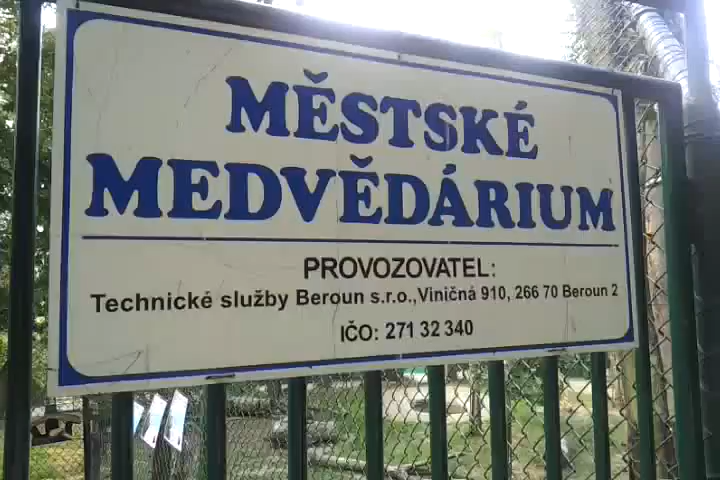 MĚSTSKÉ
MEDVĚDÁRIUM
PROVOZOVATEL:
Technické služby Beroun s.r.o.,Viničná 910, 266 70 Beroun 2
IČO: 271 32 340